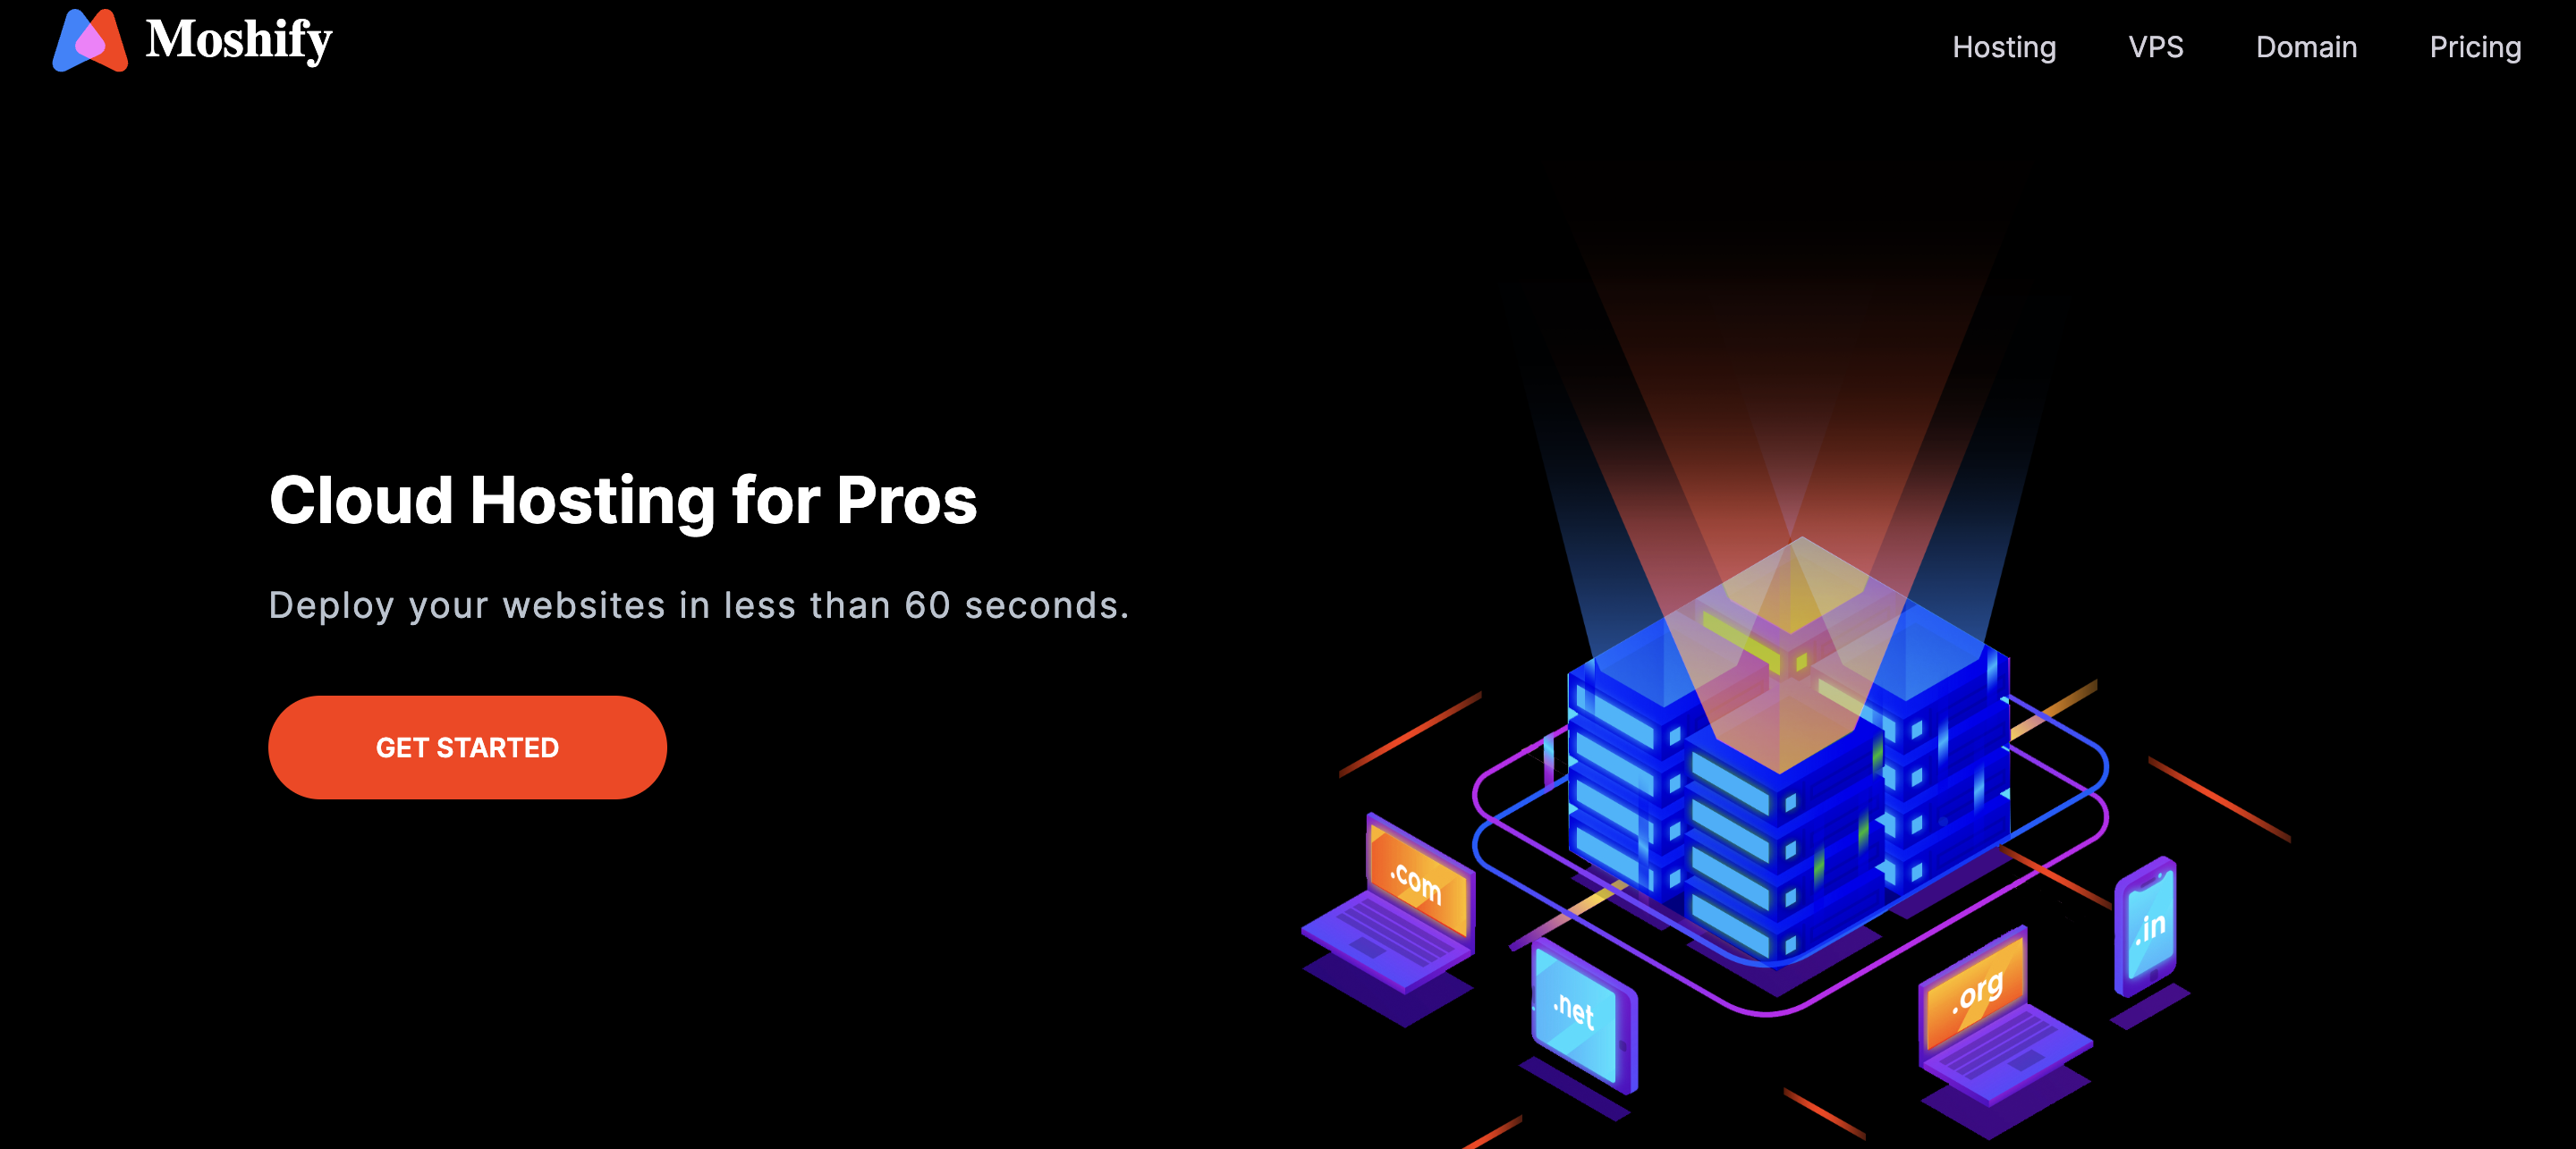 Moshify
Hosting VPS Domain Pricing
Cloud Hosting for Pros
Deploy your websites in less than 60 seconds.
GET STARTED
.com
.net
.org
.in